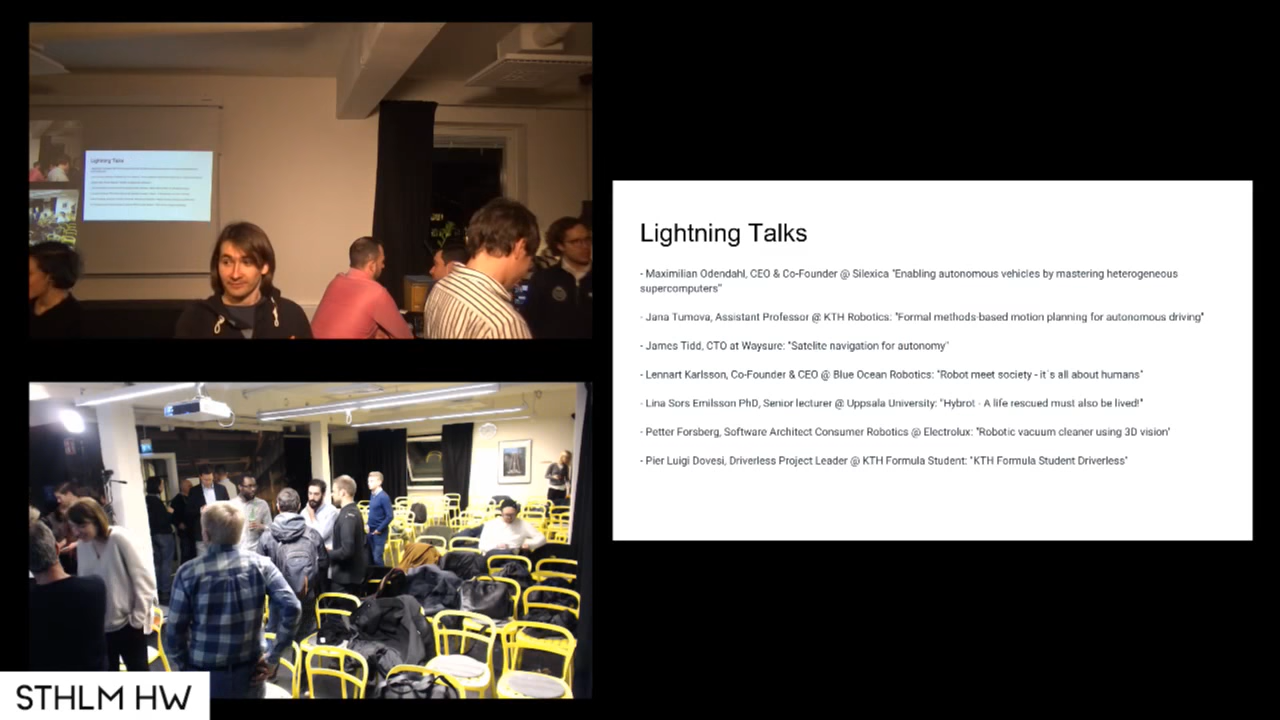 Lightning Talks
Lightning Talks
- Maximilian Odendahl, CEO & Co-Founder @ Silexica "Enabling autonomous vehicles by mastering heterogeneous
supercomputers"
- Jana Tumova, Assistant Professor @ KTH Robotics: "Formal methods-based motion planning for autonomous driving"
- James Tidd, CTO at Waysure: "Satelite navigation for autonomy"
- Lennart Karlsson, Co-Founder & CEO @ Blue Ocean Robotics: "Robot meet society - it´s all about humans"
- Lina Sors Emilsson PhD, Senior lecturer @ Uppsala University: "Hybrot - A life rescued must also be lived!"
- Petter Forsberg, Software Architect Consumer Robotics @ Electrolux: "Robotic vacuum cleaner using 3D vision"
- Pier Luigi Dovesi, Driverless Project Leader @ KTH Formula Student: "KTH Formula Student Driverless"
STHLM HW